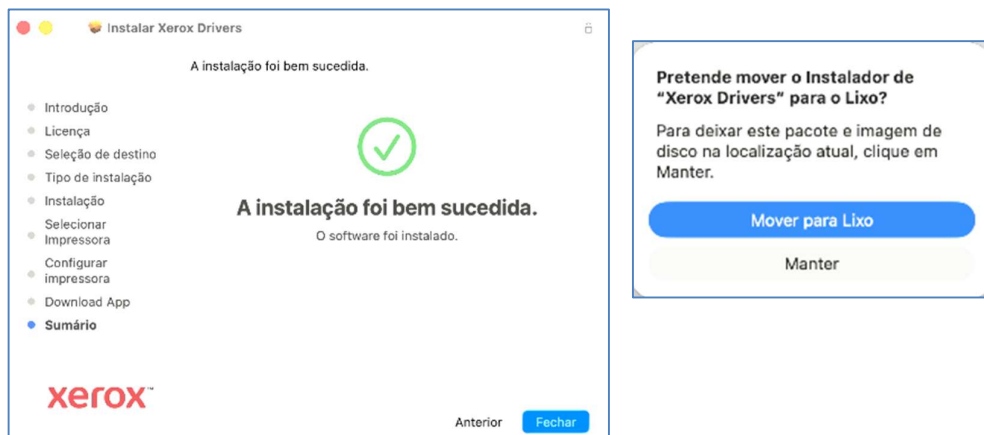 Instalar Xerox Drivers
A instalação foi bem sucedida.
Introdução
Licença
Seleção de destino
Tipo de instalação
Instalação
Selecionar
Impressora
Configurar
impressora
Download App
Sumário
A instalação foi bem sucedida.
O software foi instalado.
xerox™
Anterior
Fechar
Pretende mover o Instalador de
“Xerox Drivers” para o Lixo?
Para deixar este pacote e imagem de
disco na localização atual, clique em
Manter.
Mover para Lixo
Manter